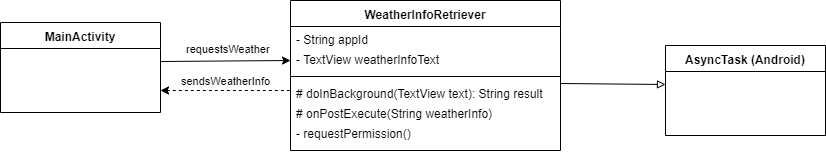 MainActivity
requestsWeather
sendsWeatherInfo
WeatherInfoRetriever
- String appId
- TextView weatherInfoText
# doInBackground(TextView text): String result
# onPostExecute(String weatherInfo)
- requestPermission()
AsyncTask (Android)